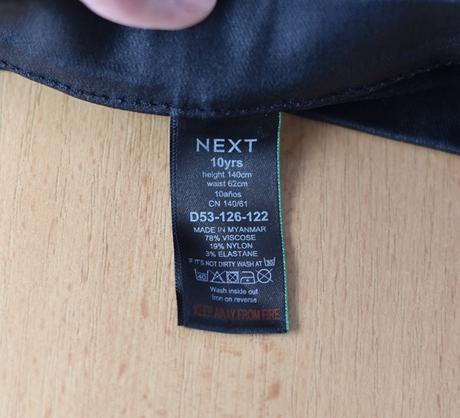 NEXT
10yrs
height 140cm
waist 62cm
10años
CN 140/61
D53-126-122
MADE IN MYANMAR
78% VISCOSE
19% NYLON
3% ELASTANE
IF IT'S NOT DIRTY WASH AT 30
40
Wash inside out
Iron on reverse
KEEP AWAY FROM FIRE